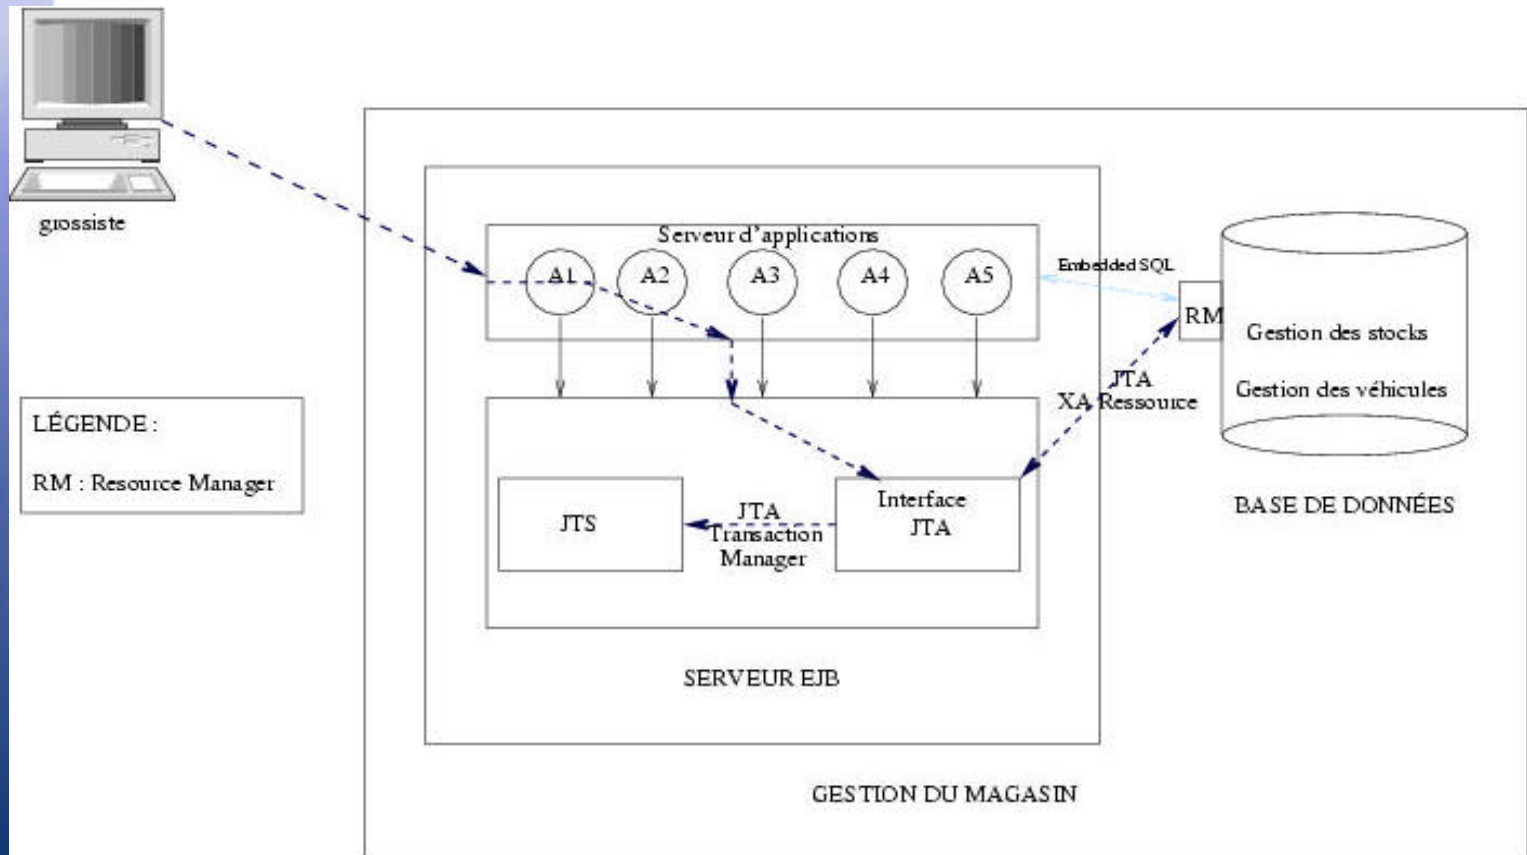 grossiste
Serveur d'applications
A1 A2 A3 A4 A5
Embedded SQL
RM
Gestion des stocks
Gestion des véhicules
BASE DE DONNÉES
JTA
XA Ressource
LÉGENDE :
RM : Resource Manager
JTS
JTA
Transaction
Manager
Interface
JTA
SERVEUR EJB
GESTION DU MAGASIN